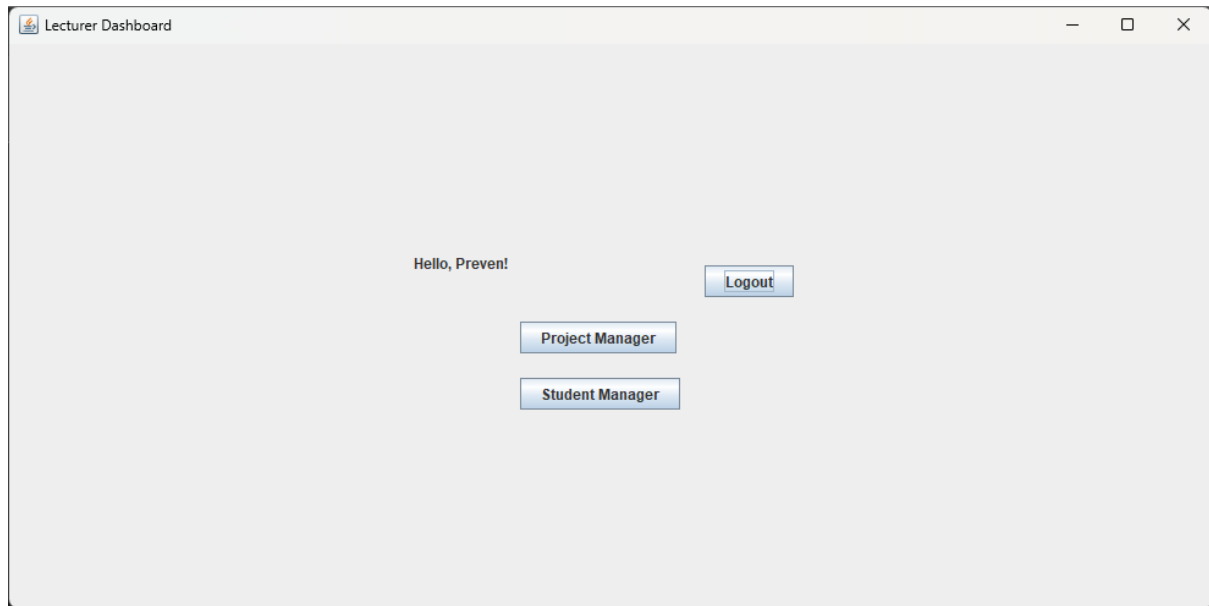 Lecturer Dashboard
Hello, Preven!
Logout
Project Manager
Student Manager